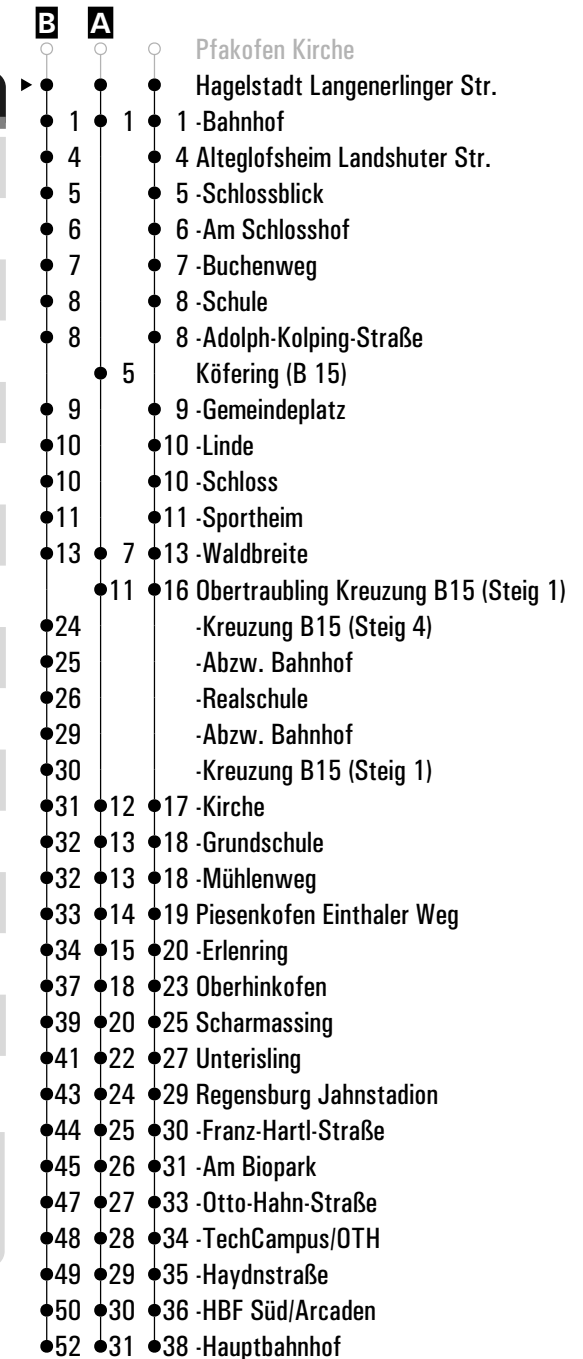 B A
Pfakofen Kirche
Hagelstadt Langenerlinger Str.
1 1 1 -Bahnhof
4 4 Alteglofsheim Landshuter Str.
5 5 -Schlossblick
6 6 -Am Schlosshof
7 7 -Buchenweg
8 8 -Schule
8 8 -Adolph-Kolping-Straße
5 Köfering (B 15)
9 9 -Gemeindeplatz
10 10 -Linde
10 10 -Schloss
11 11 -Sportheim
13 7 13 -Waldbreite
11 16 Obertraubling Kreuzung B15 (Steig 1)
24 -Kreuzung B15 (Steig 4)
25 -Abzw. Bahnhof
26 -Realschule
29 -Abzw. Bahnhof
30 -Kreuzung B15 (Steig 1)
31 12 17 -Kirche
32 13 18 -Grundschule
32 13 18 -Mühlenweg
33 14 19 Piesenkofen Einthaler Weg
34 15 20 -Erlenring
37 18 23 Oberhinkofen
39 20 25 Scharmassing
41 22 27 Unterisling
43 24 29 Regensburg Jahnstadion
44 25 30 -Franz-Hartl-Straße
45 26 31 -Am Biopark
47 27 33 -Otto-Hahn-Straße
48 28 34 -TechCampus/OTH
49 29 35 -Haydnstraße
50 30 36 -HBF Süd/Arcaden
52 31 38 -Hauptbahnhof